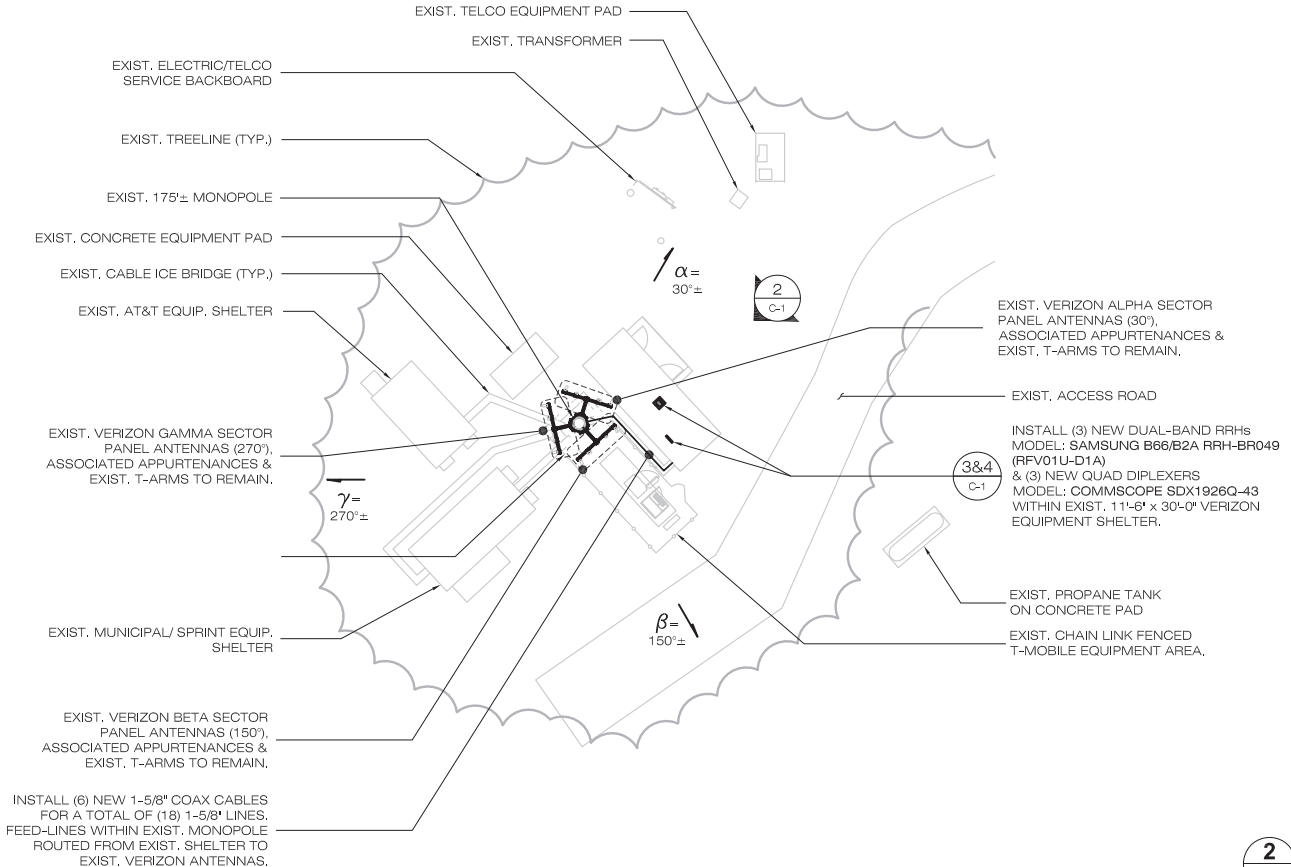 EXIST. TELCO EQUIPMENT PAD
EXIST. TRANSFORMER
EXIST. ELECTRIC/TELCO
SERVICE BACKBOARD
EXIST. TREELINE (TYP.)
EXIST. 175'± MONOPOLE
EXIST. CONCRETE EQUIPMENT PAD
EXIST. CABLE ICE BRIDGE (TYP.)
EXIST. AT&T EQUIP. SHELTER
EXIST. VERIZON GAMMA SECTOR
PANEL ANTENNAS (270°),
ASSOCIATED APPURTENANCES &
EXIST. T-ARMS TO REMAIN.
EXIST. MUNICIPAL/ SPRINT EQUIP.
SHELTER
EXIST. VERIZON BETA SECTOR
PANEL ANTENNAS (150°),
ASSOCIATED APPURTENANCES &
EXIST. T-ARMS TO REMAIN.
INSTALL (6) NEW 1-5/8" COAX CABLES
FOR A TOTAL OF (18) 1-5/8" LINES.
FEED-LINES WITHIN EXIST. MONOPOLE
ROUTED FROM EXIST. SHELTER TO
EXIST. VERIZON ANTENNAS.
α=
30°±
2
C-1
γ=
270°±
β=
150°±
EXIST. VERIZON ALPHA SECTOR
PANEL ANTENNAS (30°),
ASSOCIATED APPURTENANCES &
EXIST. T-ARMS TO REMAIN.
EXIST. ACCESS ROAD
3&4
C-1
INSTALL (3) NEW DUAL-BAND RRHs
MODEL: SAMSUNG B66/B2A RRH-BR049
(RFV01U-D1A)
& (3) NEW QUAD DIPLEXERS
MODEL: COMMSCOPE SDX1926Q-43
WITHIN EXIST. 11'-6" x 30'-0" VERIZON
EQUIPMENT SHELTER.
EXIST. PROPANE TANK
ON CONCRETE PAD
EXIST. CHAIN LINK FENCED
T-MOBILE EQUIPMENT AREA.
2